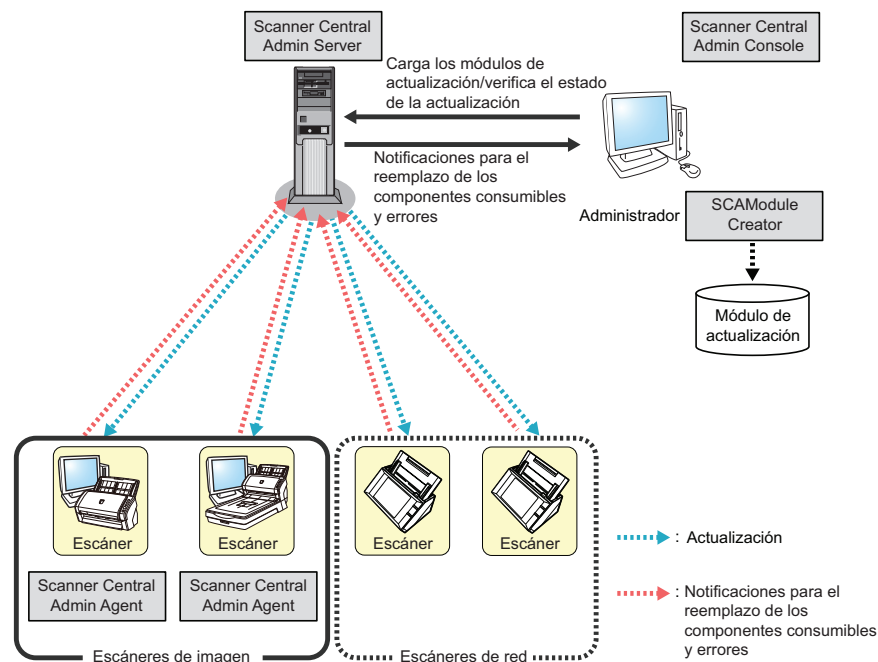 Scanner Central
Admin Server
Scanner Central
Admin Console
Carga los módulos de
actualización/verifica el estado
de la actualización
Notificaciones para el
reemplazo de los
componentes consumibles
y errores
Administrador
SCAModule
Creator
Módulo de
actualización
Escáner
Escáner
Escáner
Escáner
Scanner Central
Admin Agent
Scanner Central
Admin Agent
Escáneres de imagen
Escáneres de red
: Actualización
: Notificaciones para el
reemplazo de los
componentes consumibles
y errores